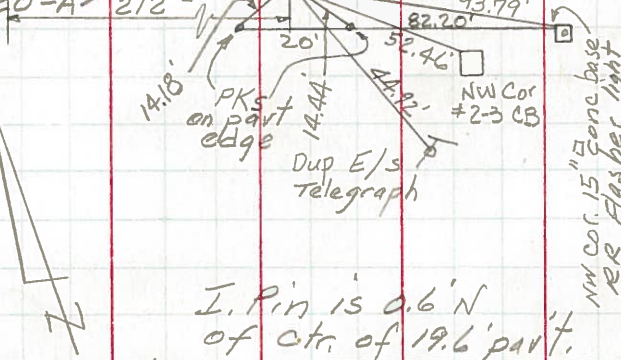 93.79'
82.20'
20'
52.46'
14.18'
44.92'
14.44'
PKs
on pav't
edge
NW Cor
#2-3 CB
Dup E/S
Telegraph
NW Cor. 15" conc base
RR Flasher light
N
I. Pin is 0.6' N
of ctr. of 19.6' pav't.